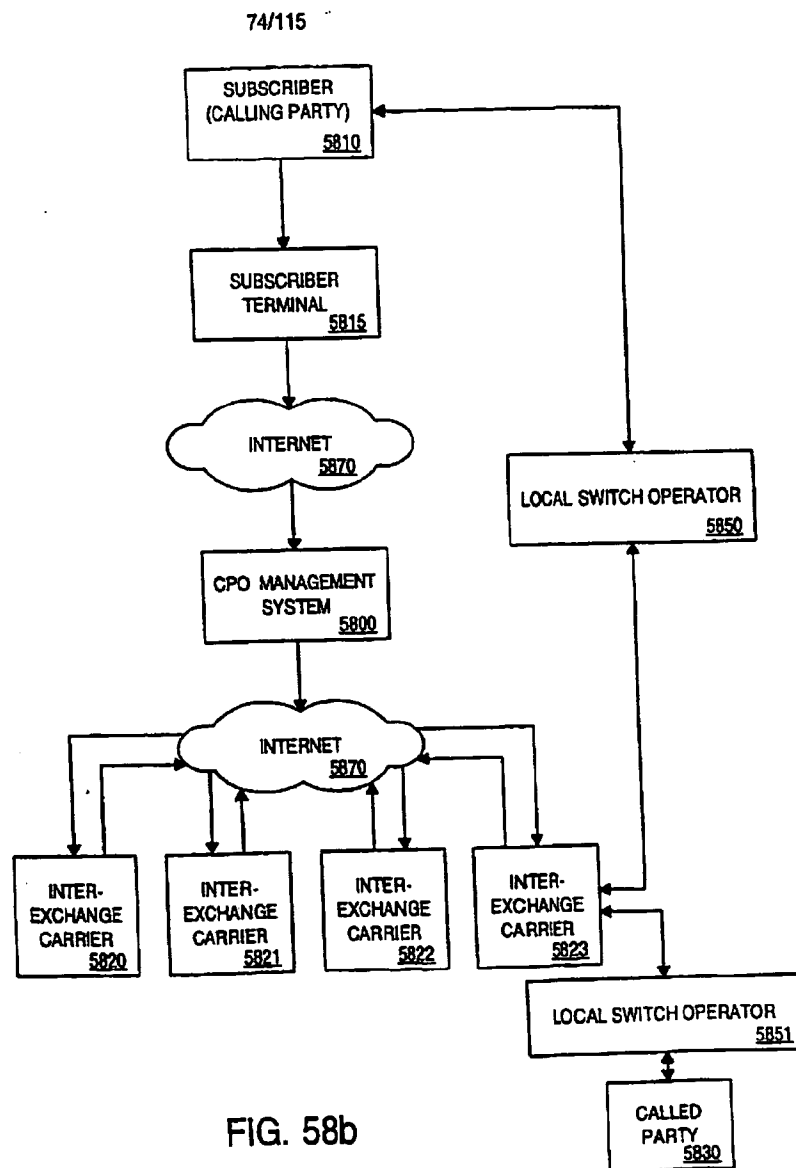 74/115
SUBSCRIBER
(CALLING PARTY)
5810
SUBSCRIBER
TERMINAL
5815
INTERNET
5870
LOCAL SWITCH OPERATOR
5850
CPO MANAGEMENT
SYSTEM
5800
INTERNET
5870
INTER-
EXCHANGE
CARRIER
5820
INTER-
EXCHANGE
CARRIER
5821
INTER-
EXCHANGE
CARRIER
5822
INTER-
EXCHANGE
CARRIER
5823
LOCAL SWITCH OPERATOR
5851
CALLED
PARTY
5830
FIG. 58b